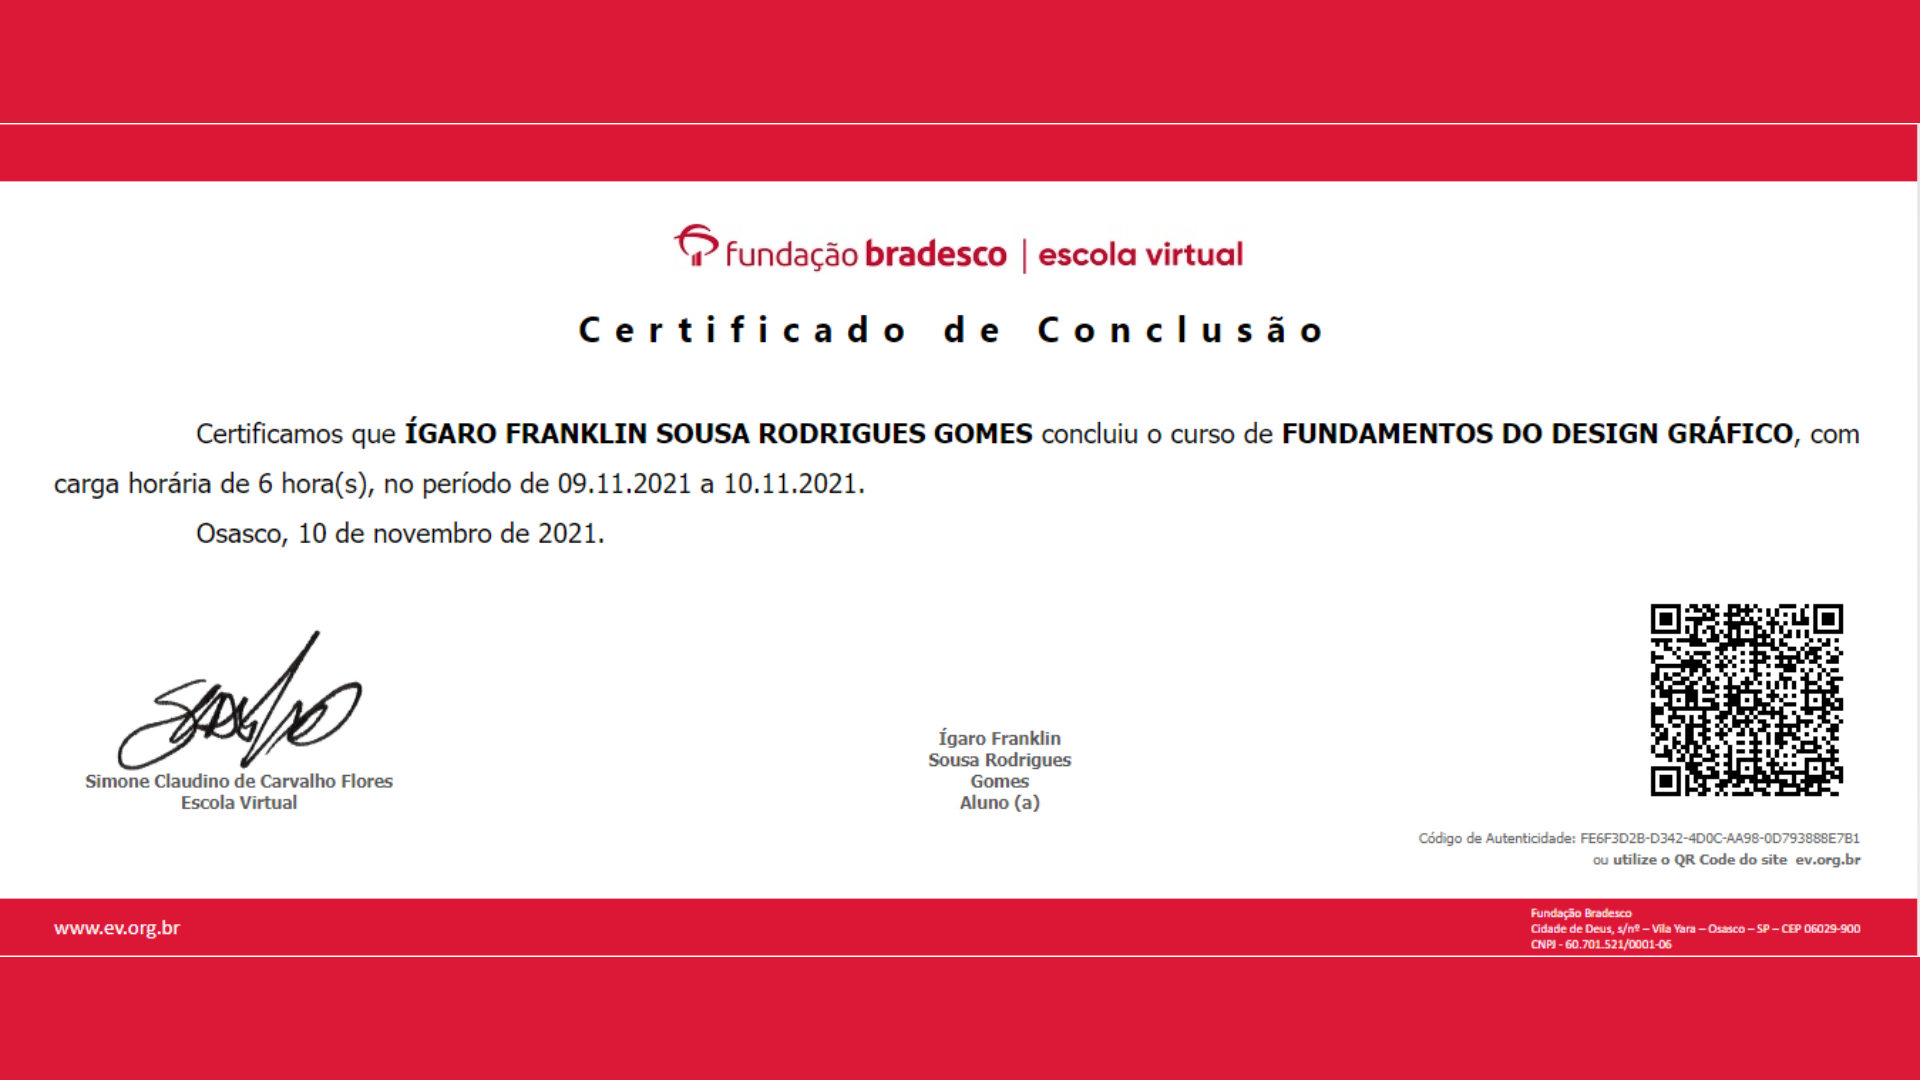 fundação bradesco | escola virtual
Certificado de Conclusão
Certificamos que ÍGARO FRANKLIN SOUSA RODRIGUES GOMES concluiu o curso de FUNDAMENTOS DO DESIGN GRÁFICO, com
carga horária de 6 hora(s), no período de 09.11.2021 a 10.11.2021.
Osasco, 10 de novembro de 2021.
Simone Claudino de Carvalho Flores
Escola Virtual
Ígaro Franklin
Sousa Rodrigues
Gomes
Aluno (a)
Código de Autenticidade: FE6F3D2B-D342-4D0C-AA98-0D793888E7B1
ou utilize o QR Code do site ev.org.br
www.ev.org.br
Fundação Bradesco
Cidade de Deus, s/nº – Vila Yara – Osasco – SP – CEP 06029-900
CNPJ - 60.701.521/0001-06